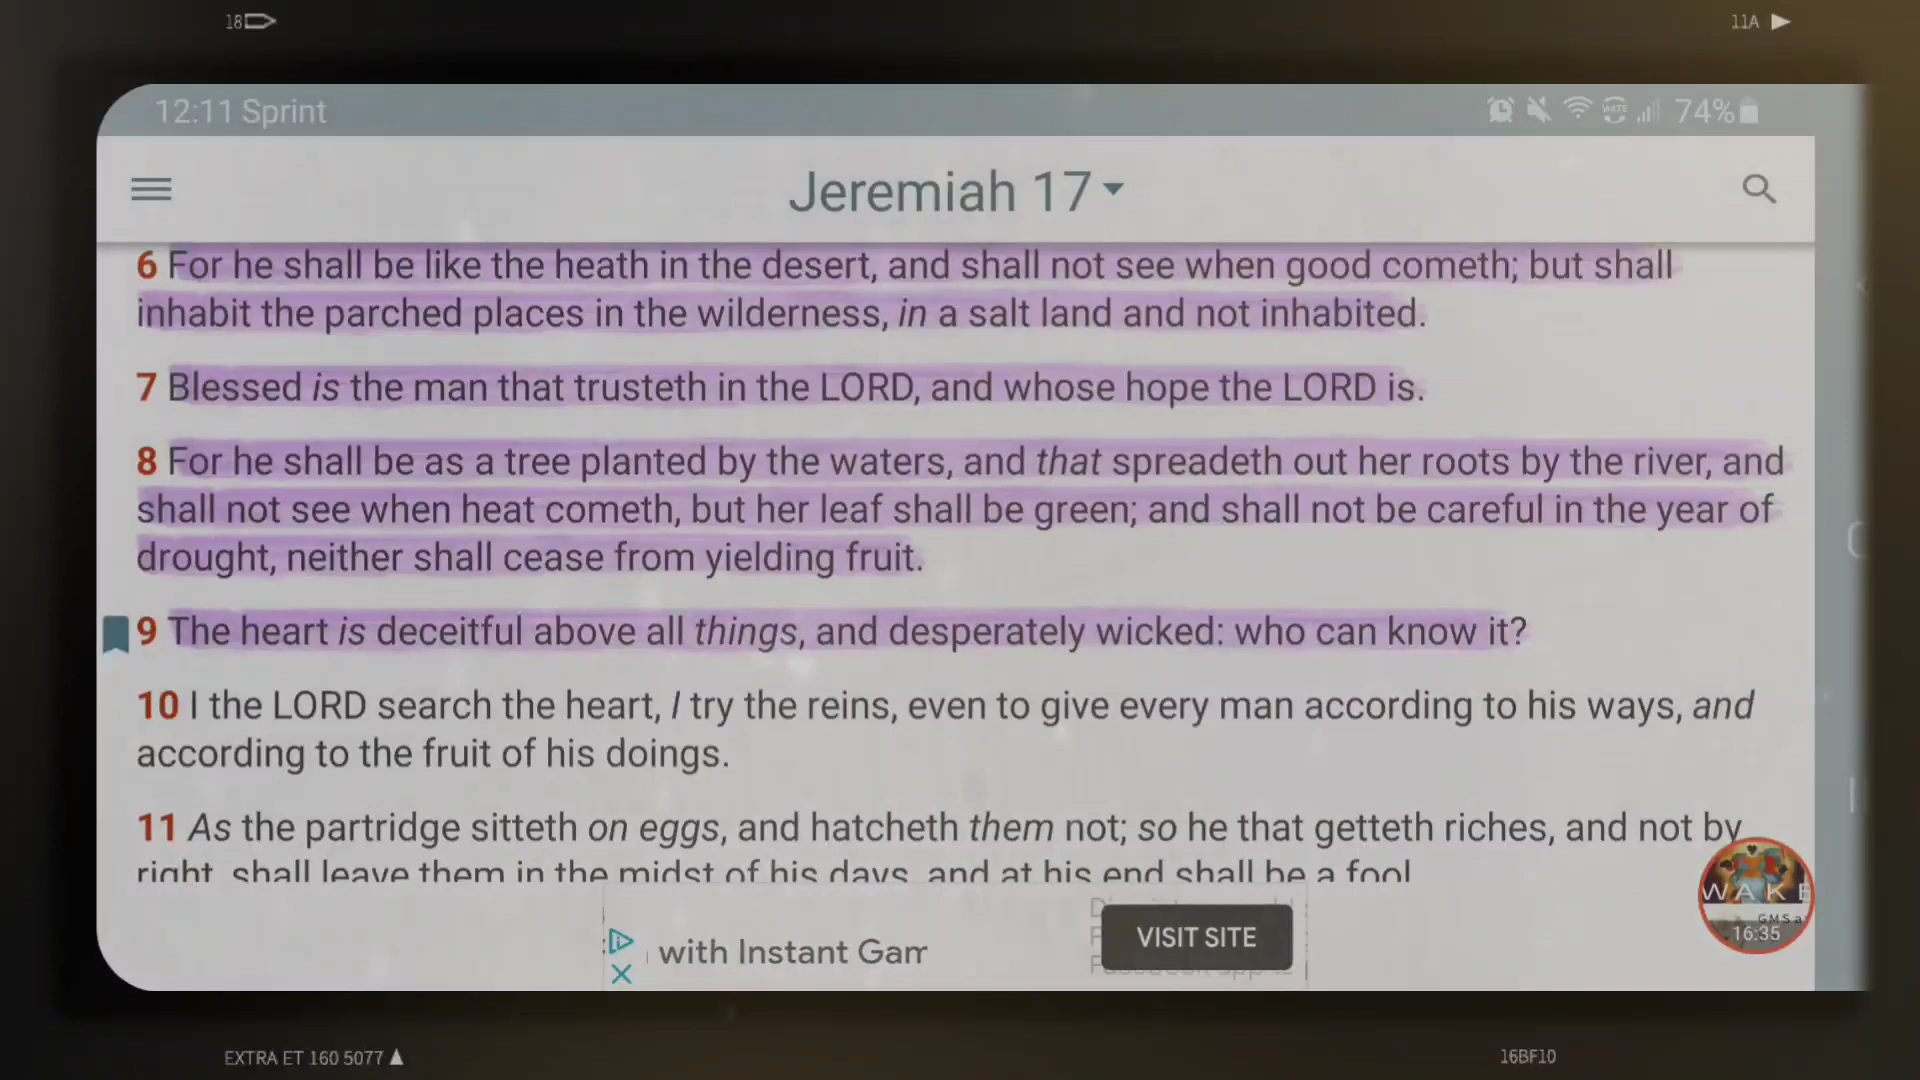 18
11A
12:11 Sprint
74%
Jeremiah 17
6 For he shall be like the heath in the desert, and shall not see when good cometh; but shall
inhabit the parched places in the wilderness, in a salt land and not inhabited.
7 Blessed is the man that trusteth in the LORD, and whose hope the LORD is.
8 For he shall be as a tree planted by the waters, and that spreadeth out her roots by the river, and
shall not see when heat cometh, but her leaf shall be green; and shall not be careful in the year of
drought, neither shall cease from yielding fruit.
9 The heart is deceitful above all things, and desperately wicked: who can know it?
10 I the LORD search the heart, I try the reins, even to give every man according to his ways, and
according to the fruit of his doings.
11 As the partridge sitteth on eggs, and hatcheth them not; so he that getteth riches, and not by
right, shall leave them in the midst of his days, and at his end shall be a fool
WAKE
GMS a
16:35
with Instant Gam
VISIT SITE
EXTRA ET 160 5077
16BF10